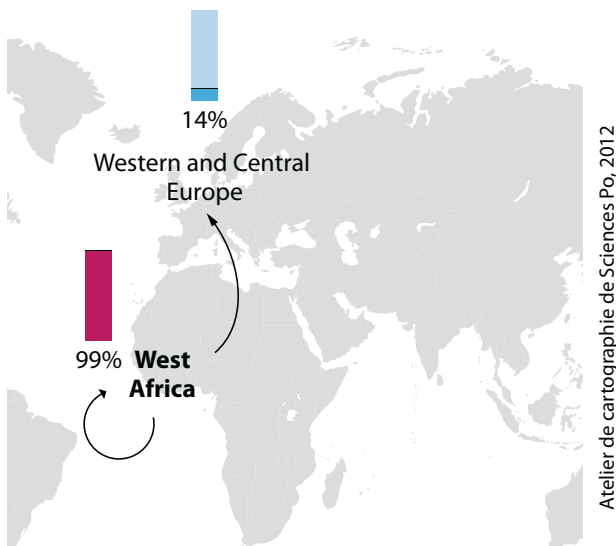 14%
Western and Central
Europe
99%
West
Africa
Atelier de cartographie de Sciences Po, 2012